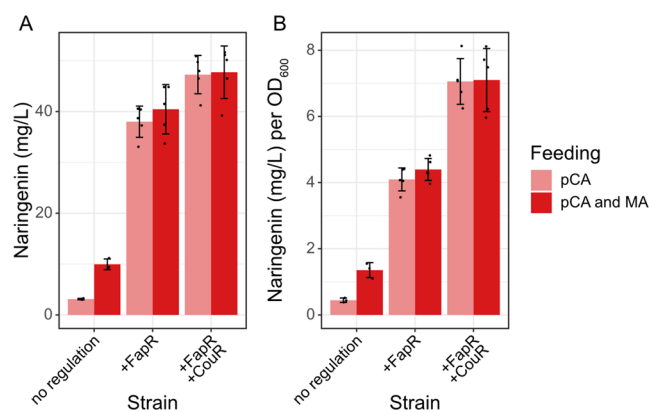 A
Naringenin (mg/L)
40
20
0
no regulation
+FapR
+FapR
+CouR
Strain
B
Naringenin (mg/L) per OD600
8
6
4
2
0
no regulation
+FapR
+FapR
+CouR
Strain
Feeding
pCA
pCA and MA